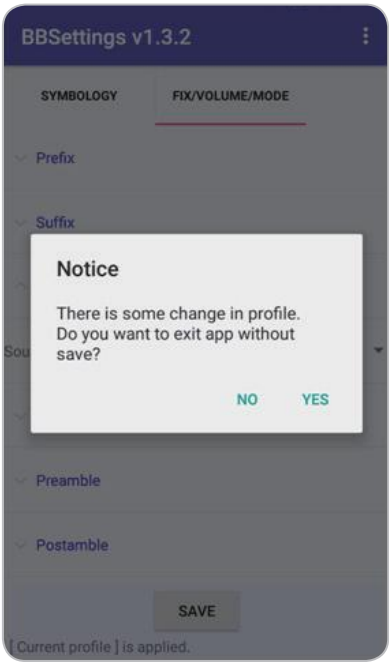 BBSettings v1.3.2
SYMBOLOGY FIX/VOLUME/MODE
Prefix
Suffix
Notice
There is some change in profile.
Do you want to exit app without
save?
Sou
NO YES
Preamble
Postamble
SAVE
[ Current profile ] is applied.